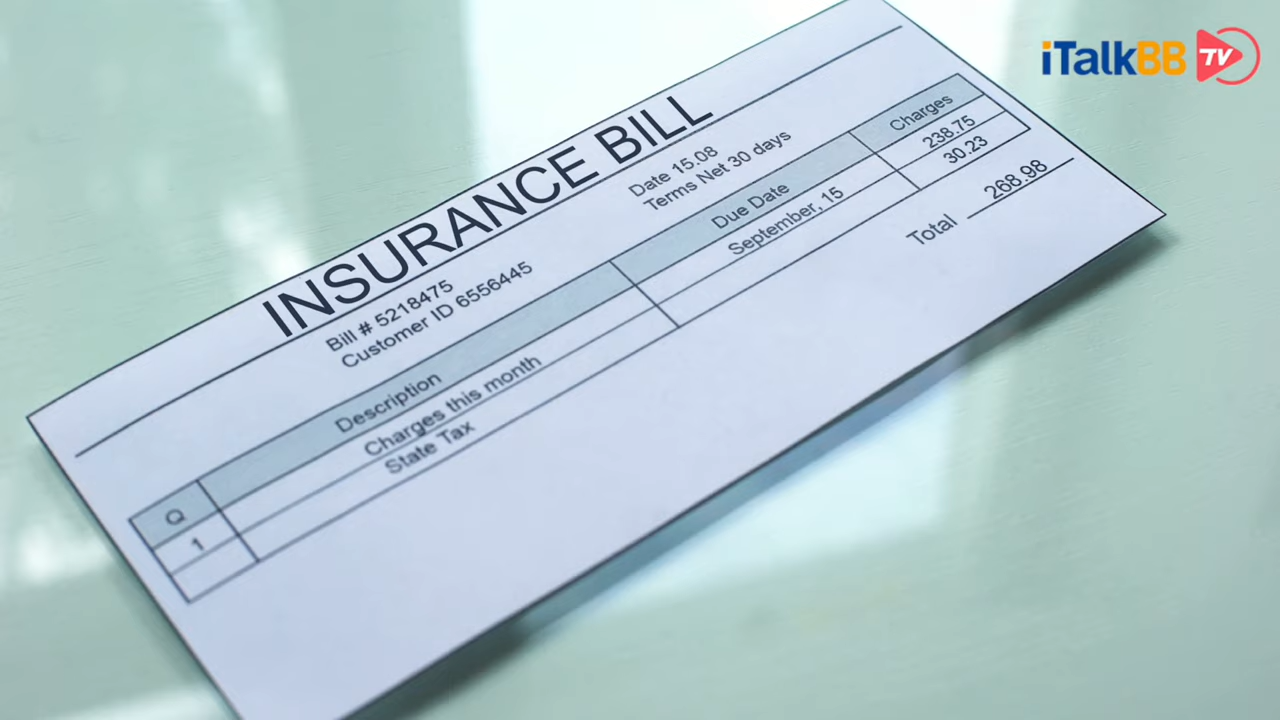 iTalkBB TV
INSURANCE BILL
Bill # 5218475
Customer ID 6556445
Date 15.08
Terms Net 30 days
Q Description Due Date Charges
1 Charges this month September, 15 238.75
State Tax 30.23
Total 268.98